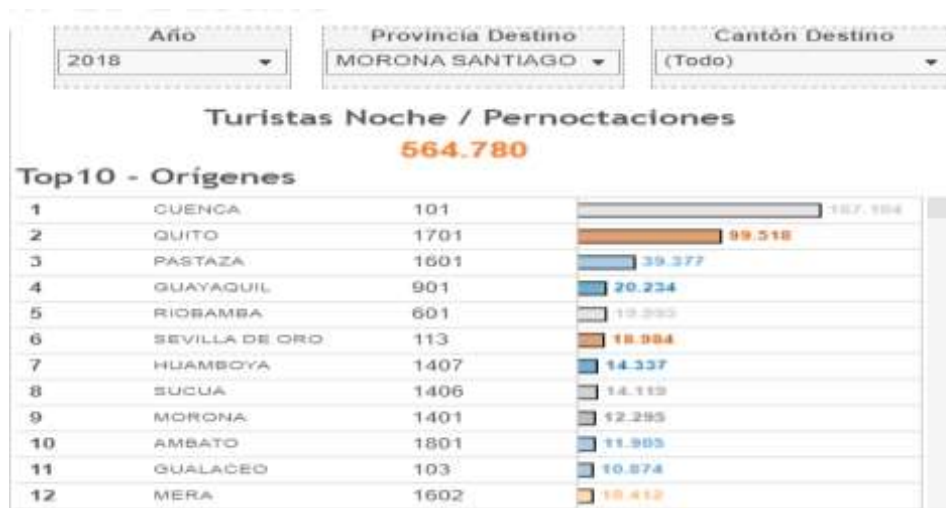 Año Provincia Destino Cantón Destino
2018 MORONA SANTIAGO (Todo)
Turistas Noche / Pernoctaciones
564.780
Top10 - Orígenes
1 CUENCA 101
2 QUITO 1701 99.518
3 PASTAZA 1601 39.377
4 GUAYAQUIL 901 20.234
5 RIOBAMBA 601
6 SEVILLA DE ORO 113 18.984
7 HUAMBOYA 1407 14.337
8 SUCUA 1406 14.119
9 MORONA 1401 12.295
10 AMBATO 1801 11.905
11 GUALACEO 103 10.874
12 MERA 1602 10.412